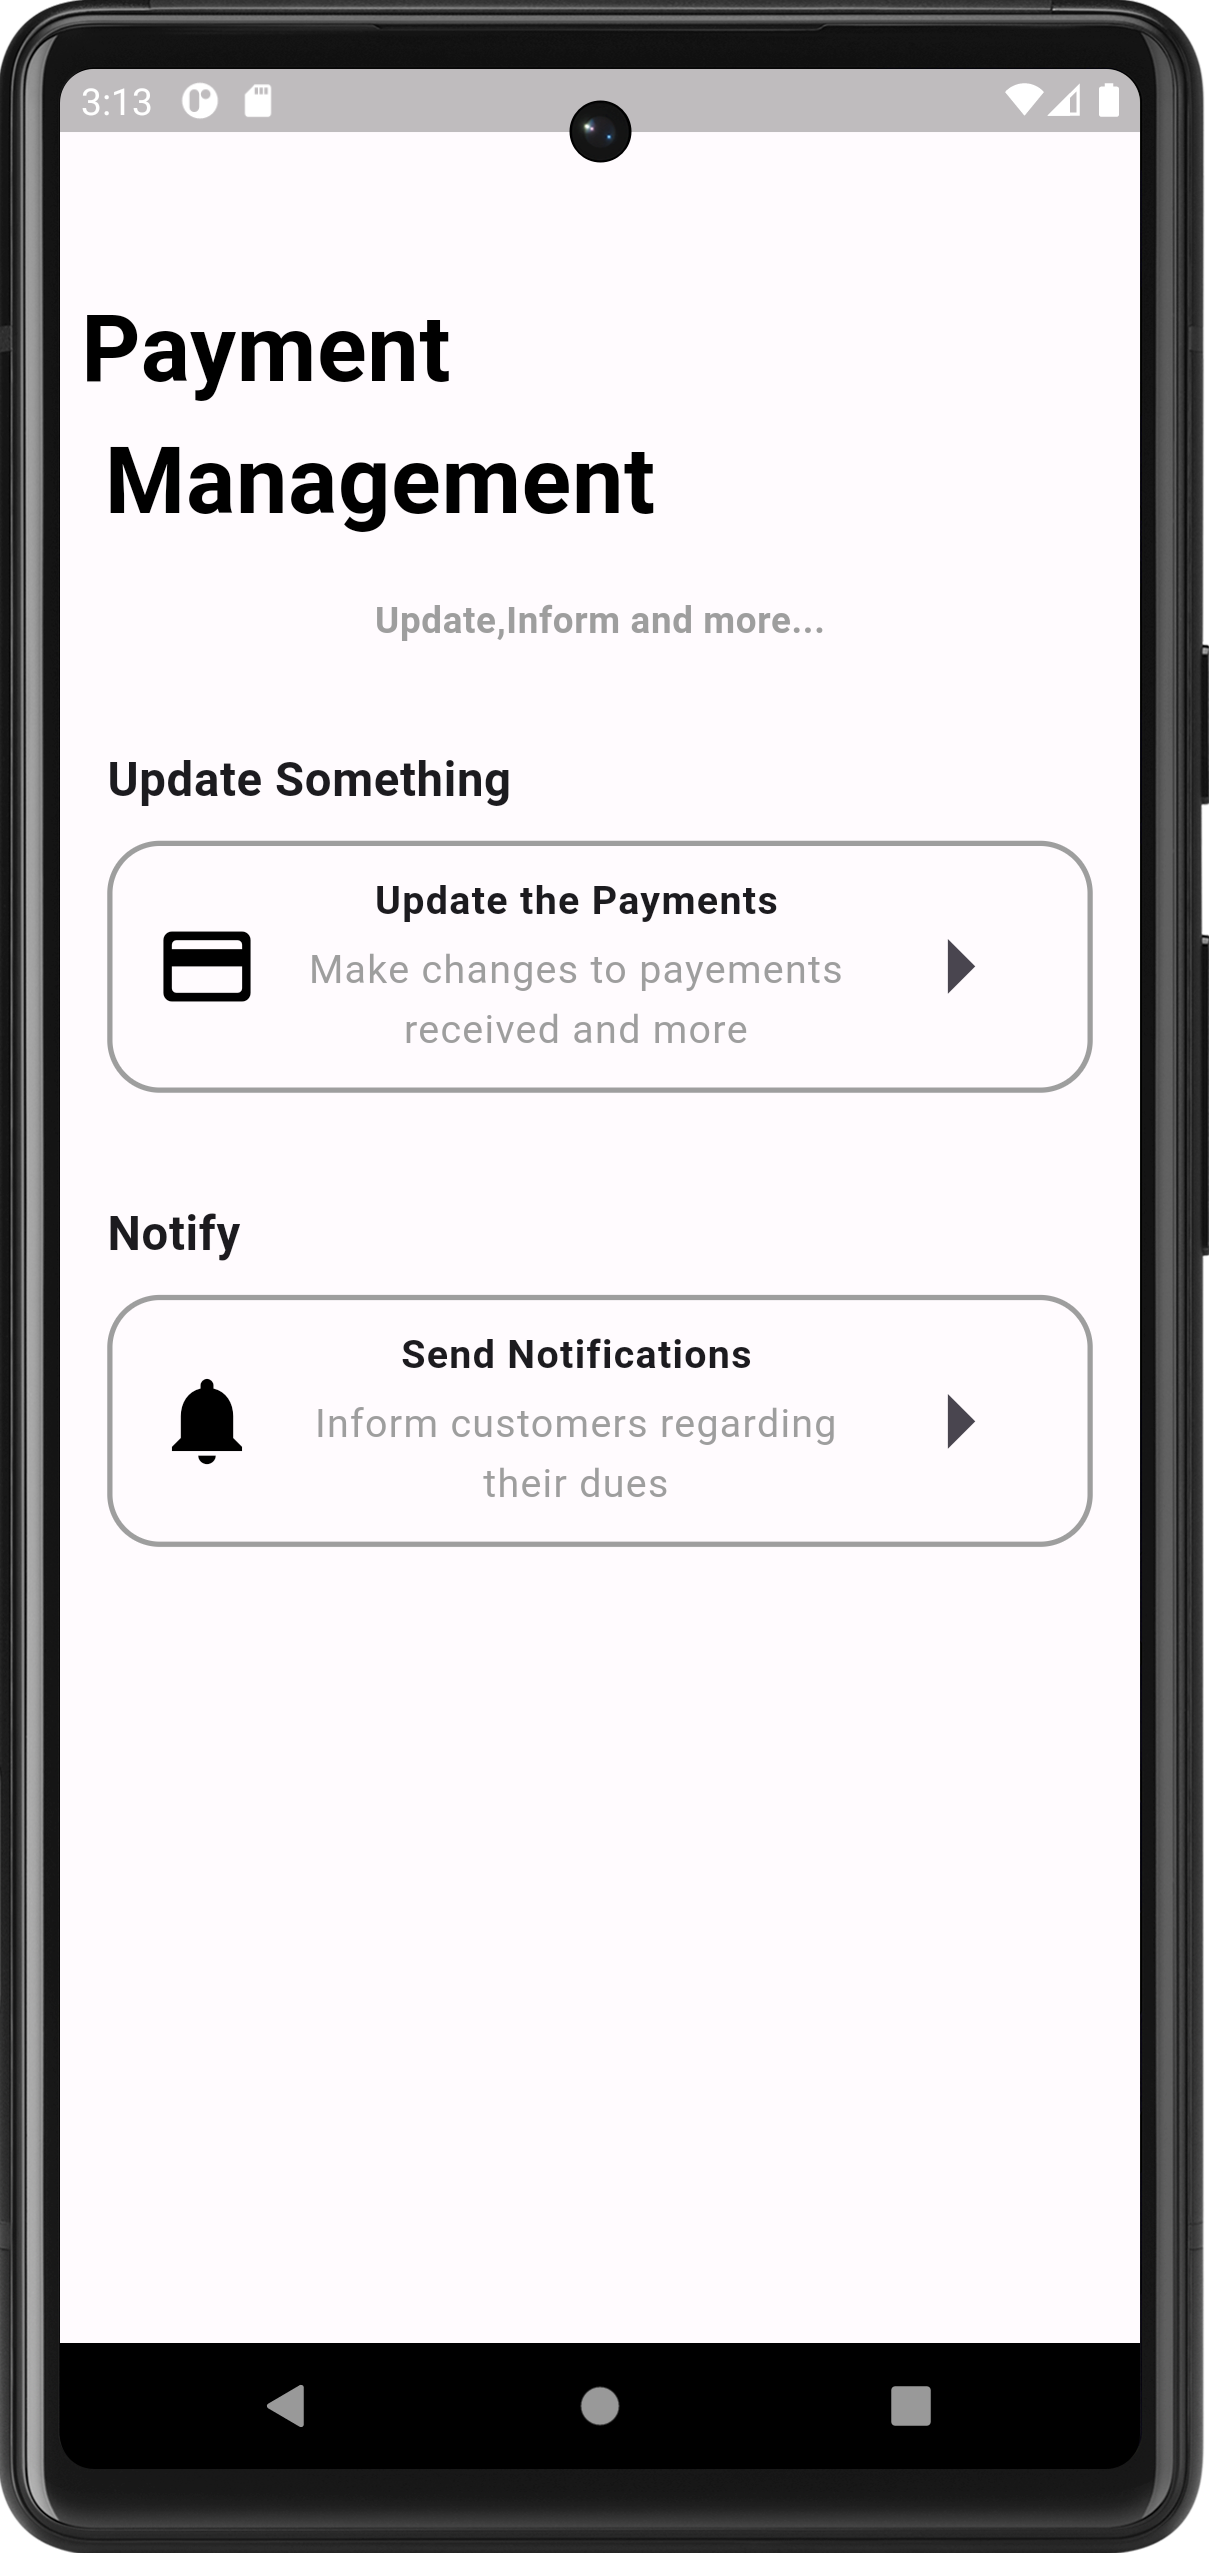 3:13
Payment
Management
Update,Inform and more...
Update Something
Update the Payments
Make changes to payements
received and more
Notify
Send Notifications
Inform customers regarding
their dues